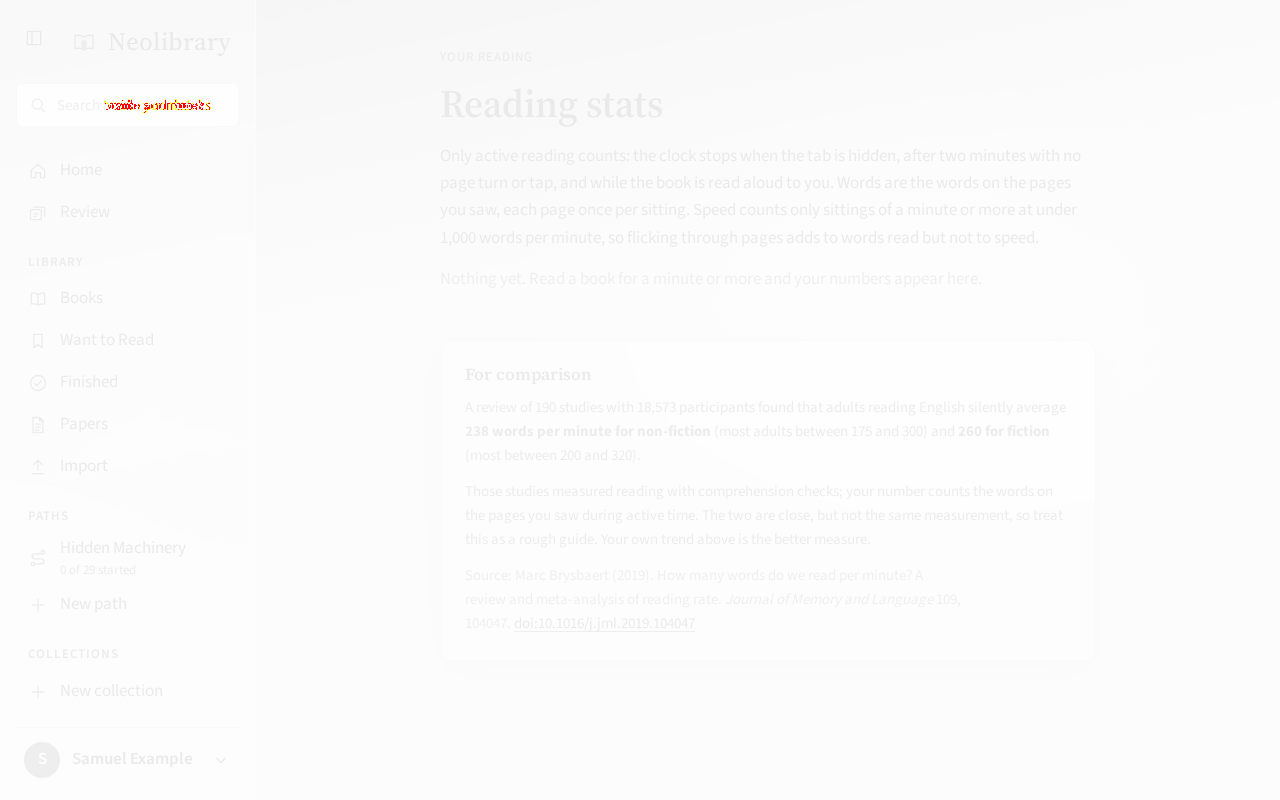 Neolibrary
Search
Home
Review
LIBRARY
Books
Want to Read
Finished
Papers
Import
PATHS
Hidden Machinery
0 of 29 started
New path
COLLECTIONS
New collection
S
Samuel Example
YOUR READING
Reading stats
Only active reading counts: the clock stops when the tab is hidden, after two minutes with no
page turn or tap, and while the book is read aloud to you. Words are the words on the pages
you saw, each page once per sitting. Speed counts only sittings of a minute or more at under
1,000 words per minute, so flicking through pages adds to words read but not to speed.
Nothing yet. Read a book for a minute or more and your numbers appear here.
For comparison
A review of 190 studies with 18,573 participants found that adults reading English silently average
238 words per minute for non-fiction (most adults between 175 and 300) and 260 for fiction
(most between 200 and 320).
Those studies measured reading with comprehension checks; your number counts the words on
the pages you saw during active time. The two are close, but not the same measurement, so treat
this as a rough guide. Your own trend above is the better measure.
Source: Marc Brysbaert (2019). How many words do we read per minute? A
review and meta-analysis of reading rate. Journal of Memory and Language 109,
104047. doi:10.1016/j.jml.2019.104047